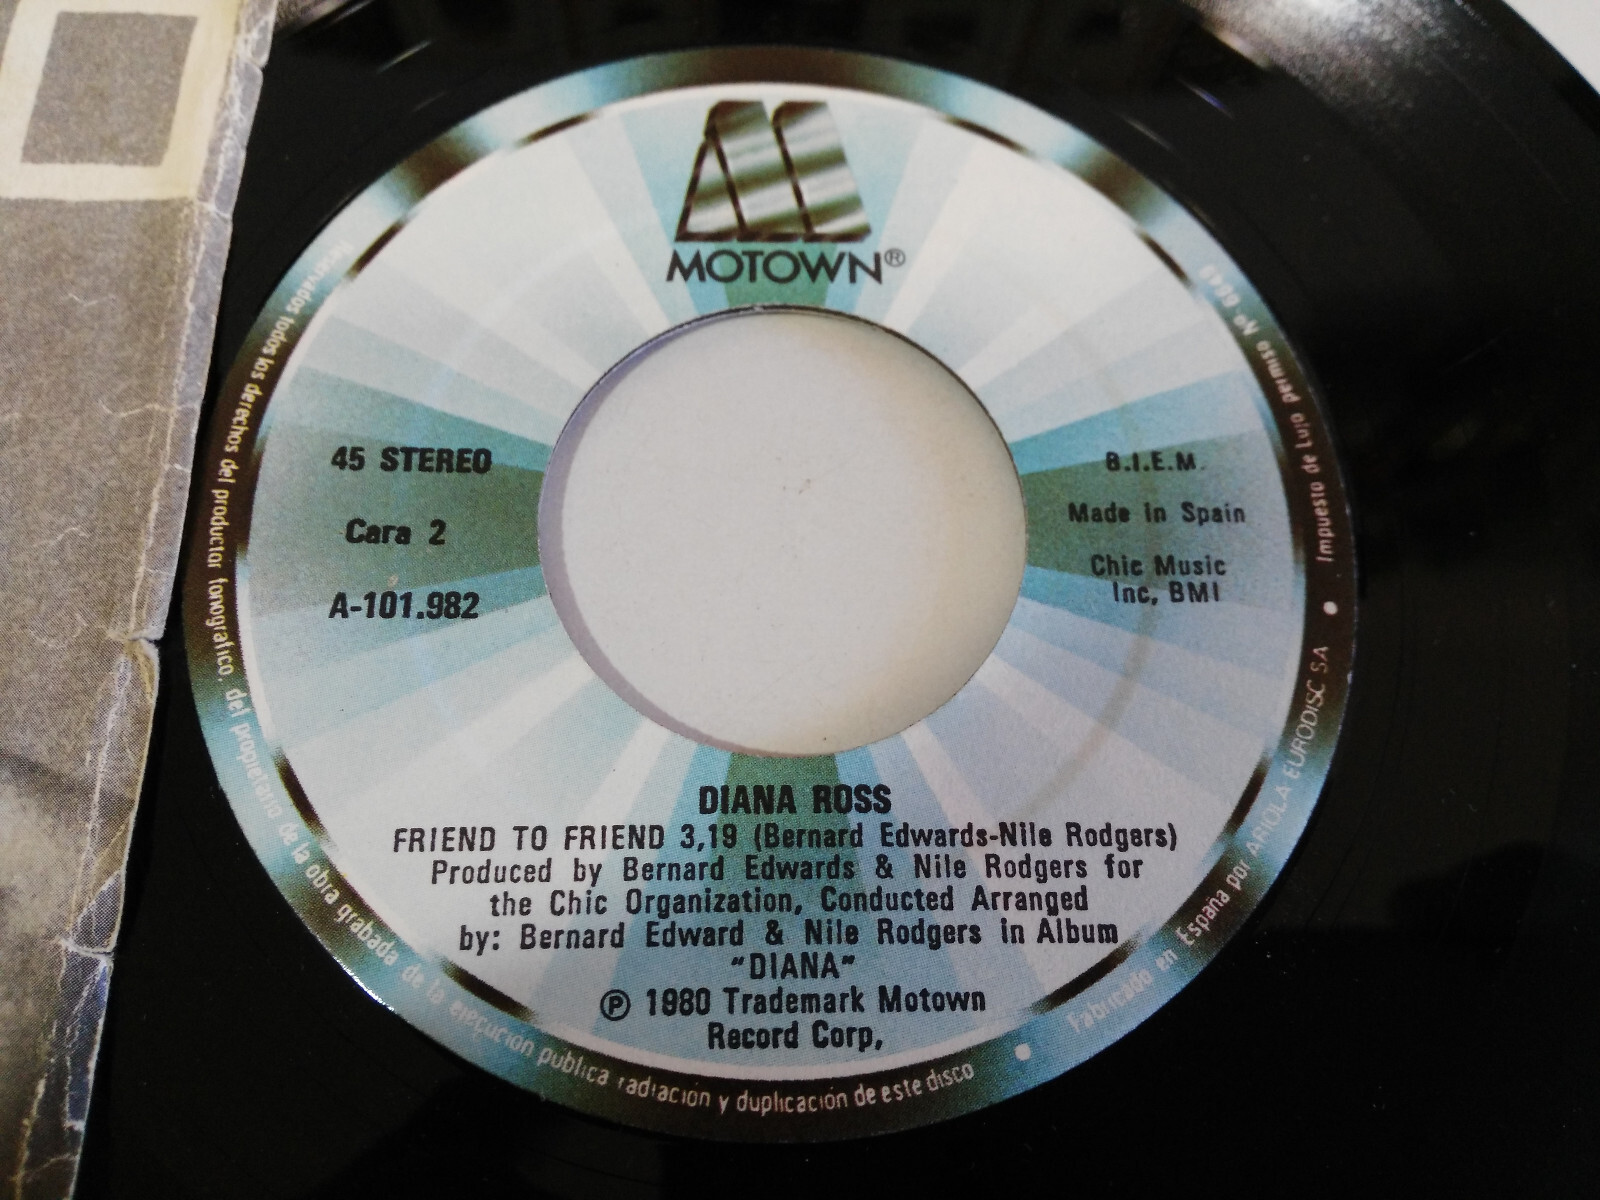 MOTOWN®
45 STEREO
Cara 2
A-101.982
B.I.E.M.
Made in Spain
Chic Music
Inc, BMI
DIANA ROSS
FRIEND TO FRIEND 3,19 (Bernard Edwards-Nile Rodgers)
Produced by Bernard Edwards & Nile Rodgers for
the Chic Organization, Conducted Arranged
by: Bernard Edward & Nile Rodgers in Album
"DIANA"
℗ 1980 Trademark Motown
Record Corp,
Reservados todos los derechos del productor fonográfico, del propietario de la obra grabada de la ejecución publica radiación y duplicación de este disco • Fabricado en España por ARIOLA EURODISC SA • Impuesto de Lujo permiso Nº